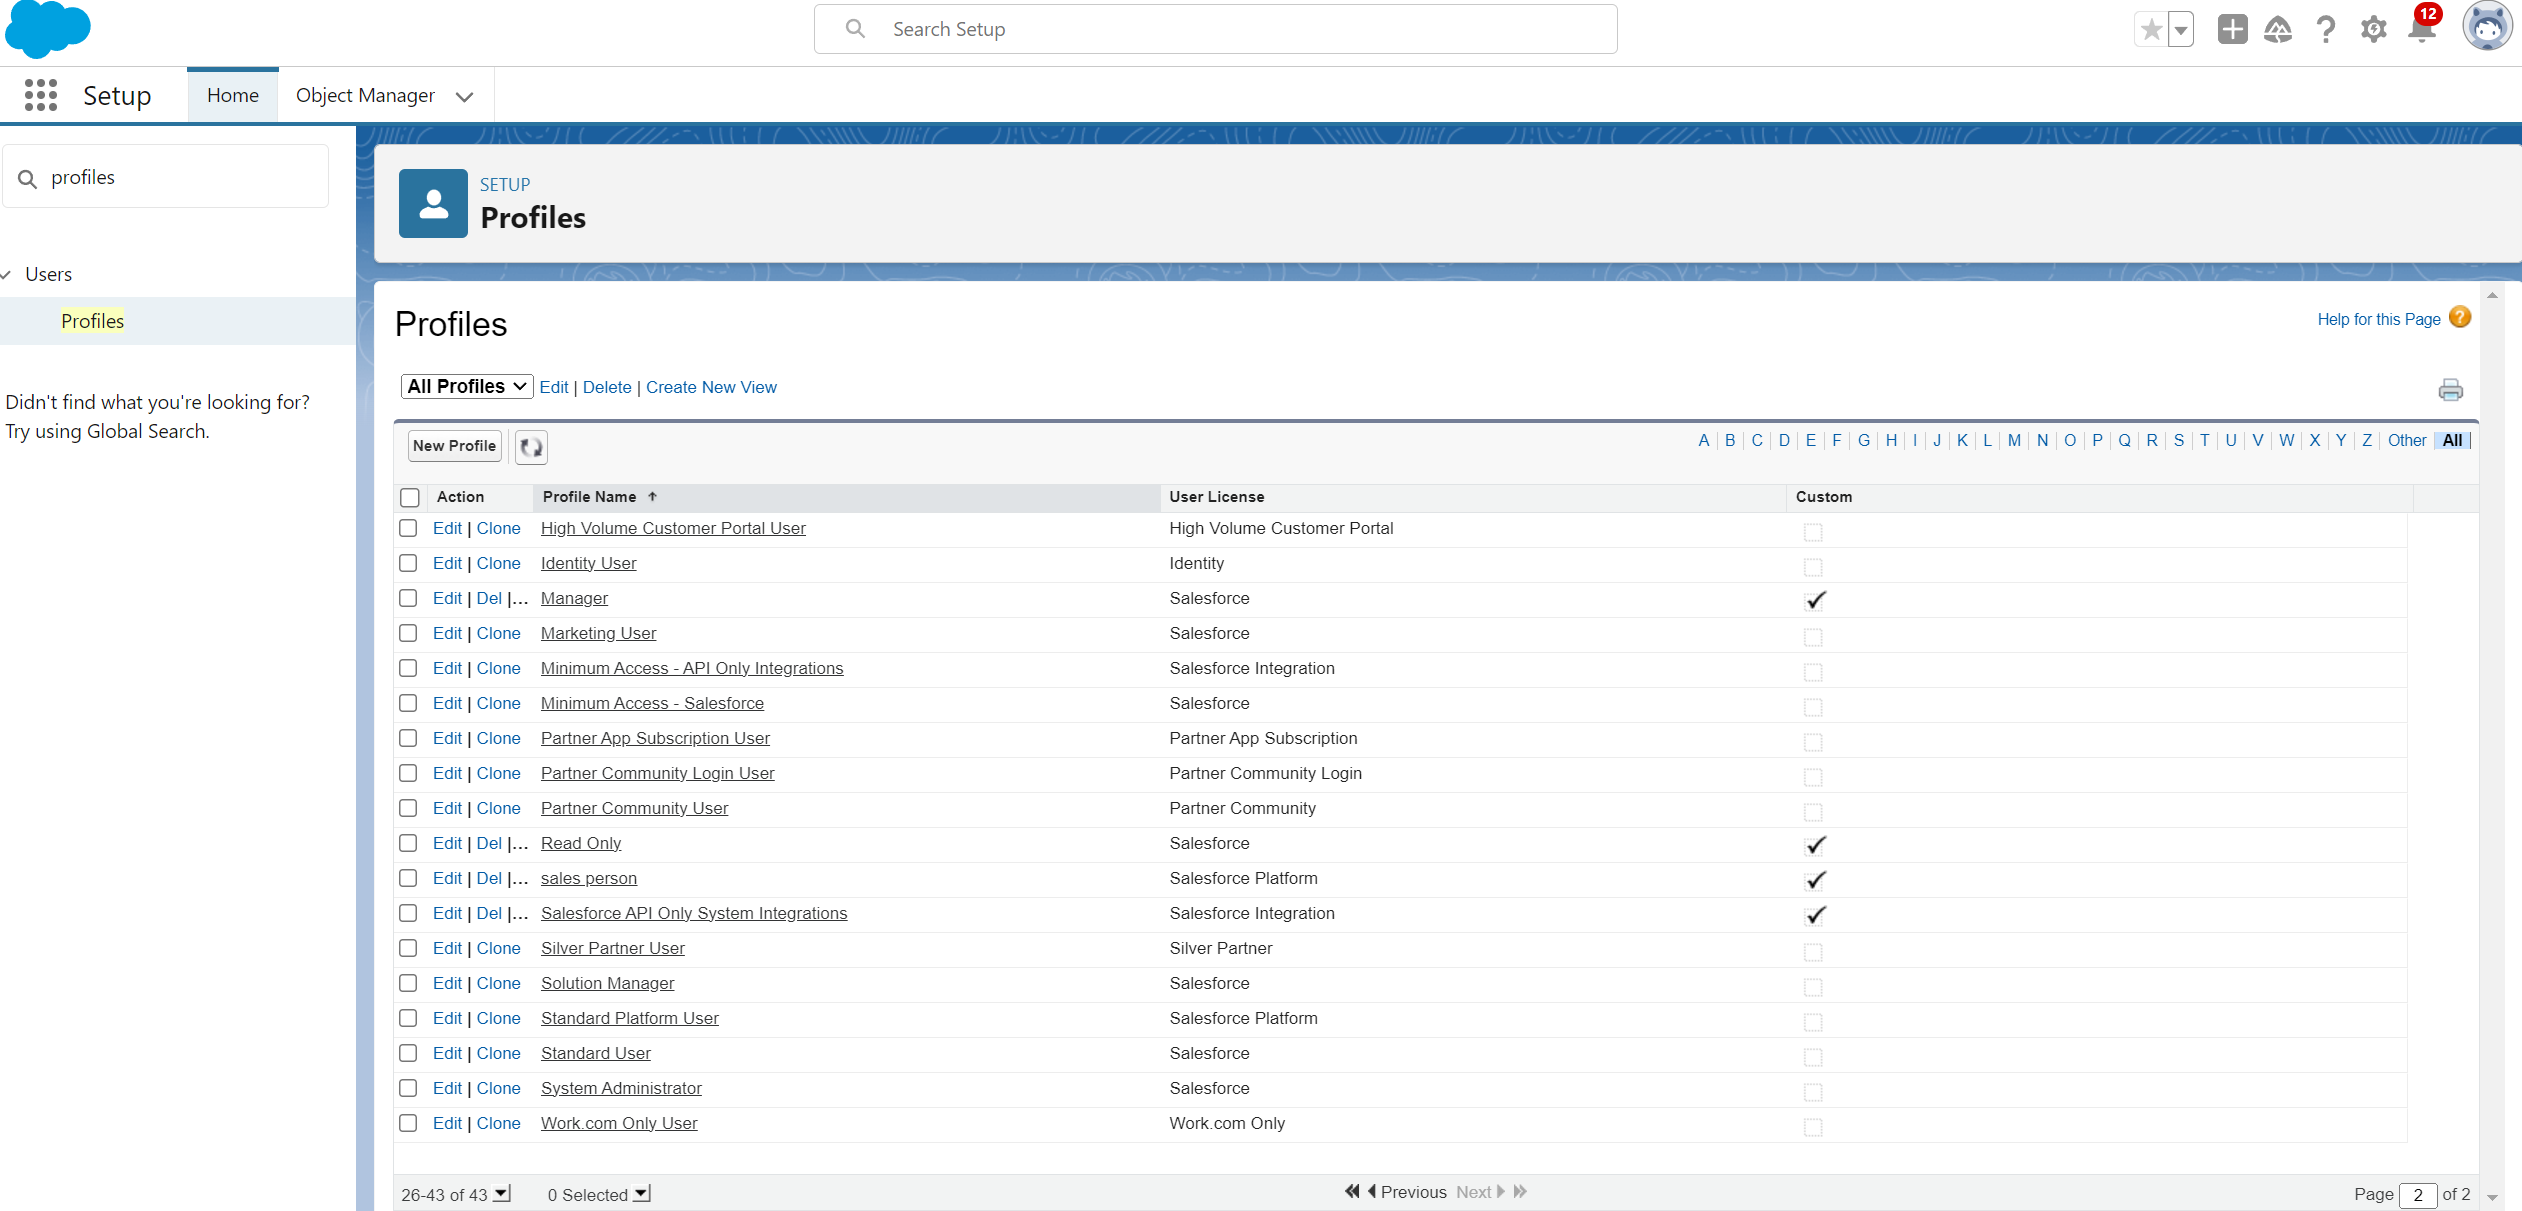 Search Setup
12
Setup
Home
Object Manager
profiles
Users
Profiles
Didn't find what you're looking for?
Try using Global Search.
SETUP
Profiles
Profiles
Help for this Page ?
All Profiles Edit | Delete | Create New View
New Profile
A | B | C | D | E | F | G | H | I | J | K | L | M | N | O | P | Q | R | S | T | U | V | W | X | Y | Z | Other | All
Action Profile Name User License Custom
Edit | Clone High Volume Customer Portal User High Volume Customer Portal
Edit | Clone Identity User Identity
Edit | Del |... Manager Salesforce
Edit | Clone Marketing User Salesforce
Edit | Clone Minimum Access - API Only Integrations Salesforce Integration
Edit | Clone Minimum Access - Salesforce Salesforce
Edit | Clone Partner App Subscription User Partner App Subscription
Edit | Clone Partner Community Login User Partner Community Login
Edit | Clone Partner Community User Partner Community
Edit | Del |... Read Only Salesforce
Edit | Del |... sales person Salesforce Platform
Edit | Del |... Salesforce API Only System Integrations Salesforce Integration
Edit | Clone Silver Partner User Silver Partner
Edit | Clone Solution Manager Salesforce
Edit | Clone Standard Platform User Salesforce Platform
Edit | Clone Standard User Salesforce
Edit | Clone System Administrator Salesforce
Edit | Clone Work.com Only User Work.com Only
26-43 of 43 0 Selected Previous Next Page 2 of 2